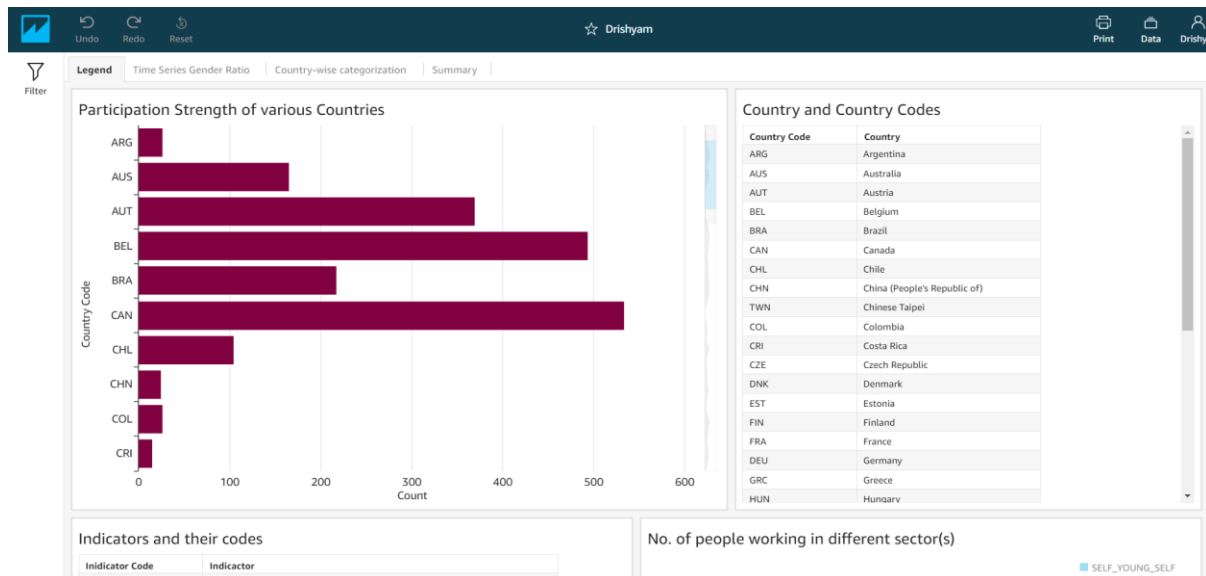 Undo Redo Reset
☆ Drishyam
Print Data Drishy
Filter
Legend Time Series Gender Ratio Country-wise categorization Summary
Participation Strength of various Countries
Country Code
ARG
AUS
AUT
BEL
BRA
CAN
CHL
CHN
COL
CRI
0 100 200 300 400 500 600
Count
Country and Country Codes
Country Code Country
ARG Argentina
AUS Australia
AUT Austria
BEL Belgium
BRA Brazil
CAN Canada
CHL Chile
CHN China (People's Republic of)
TWN Chinese Taipei
COL Colombia
CRI Costa Rica
CZE Czech Republic
DNK Denmark
EST Estonia
FIN Finland
FRA France
DEU Germany
GRC Greece
HUN Hungary
Indicators and their codes
Inidicator Code Indicactor
No. of people working in different sector(s)
SELF_YOUNG_SELF